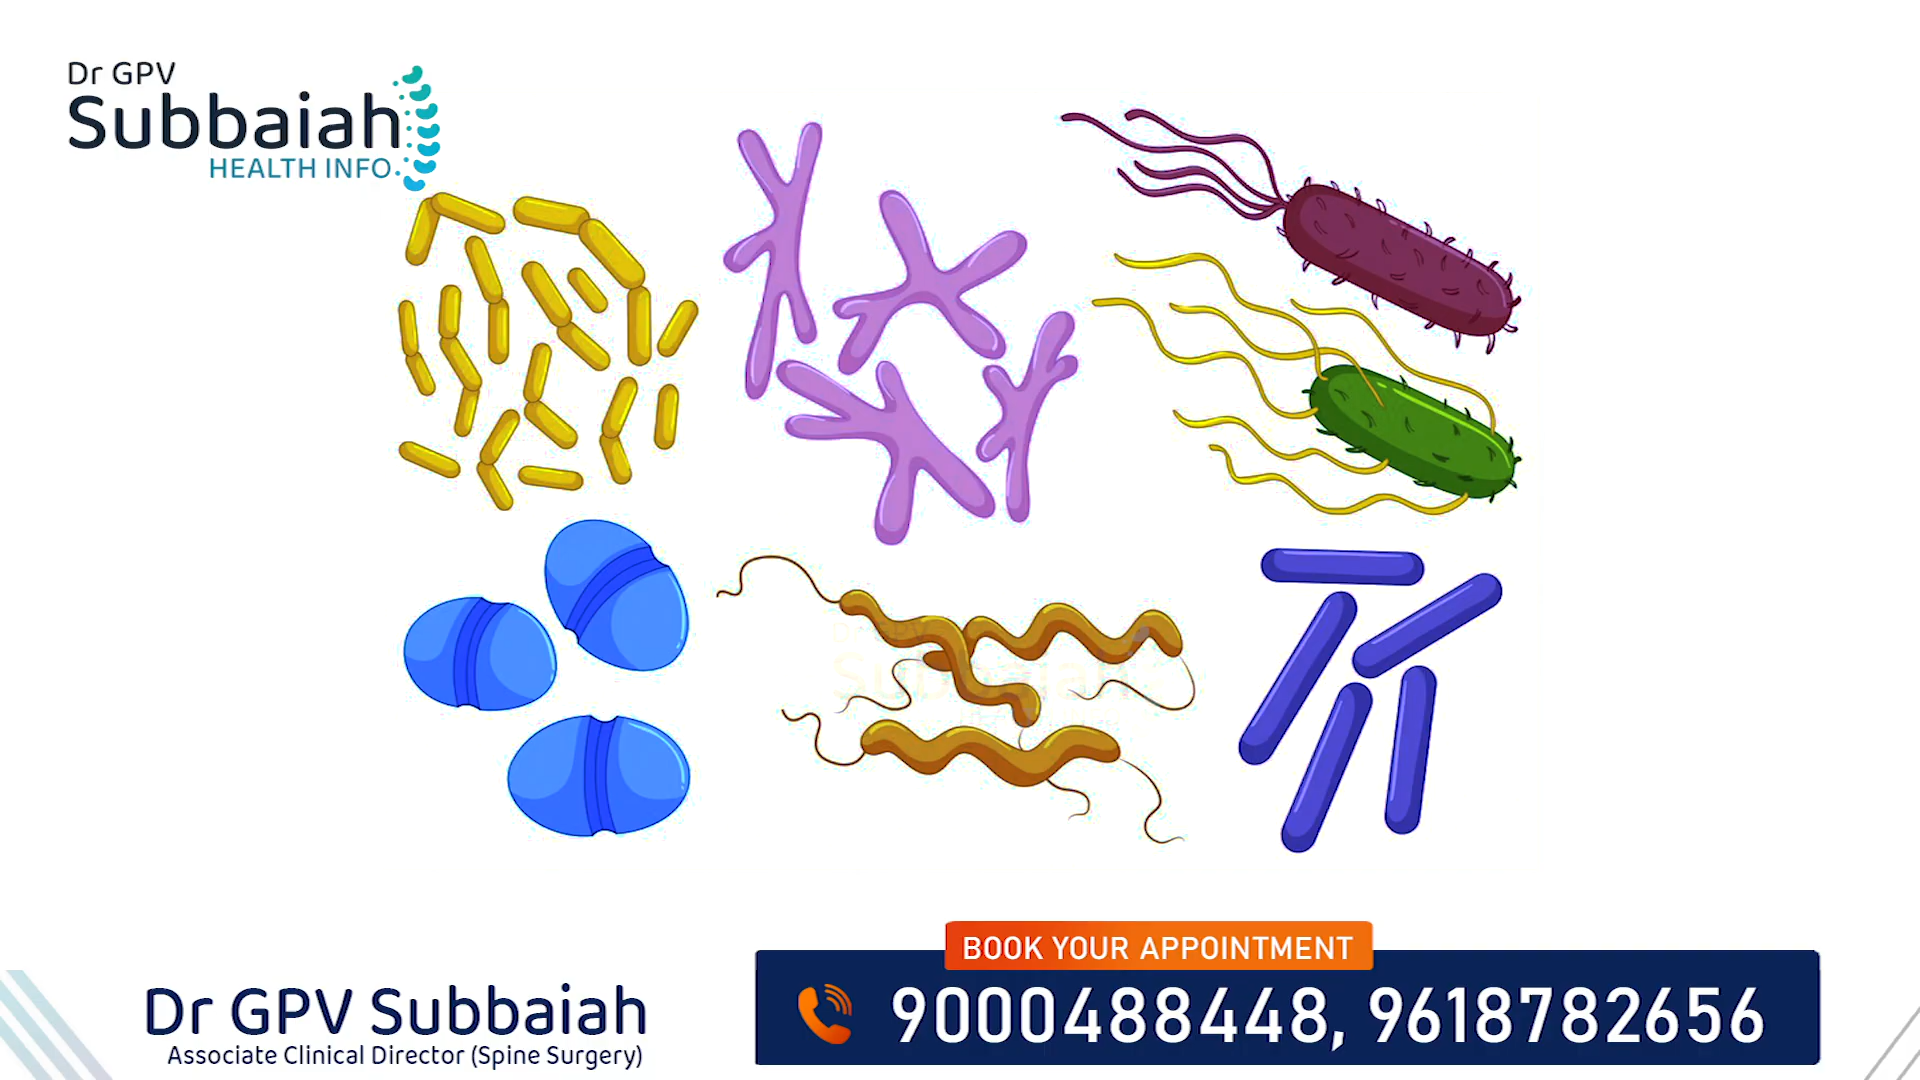 Dr GPV
Subbaiah
HEALTH INFO
BOOK YOUR APPOINTMENT
9000488448, 9618782656
Dr GPV Subbaiah
Associate Clinical Director (Spine Surgery)